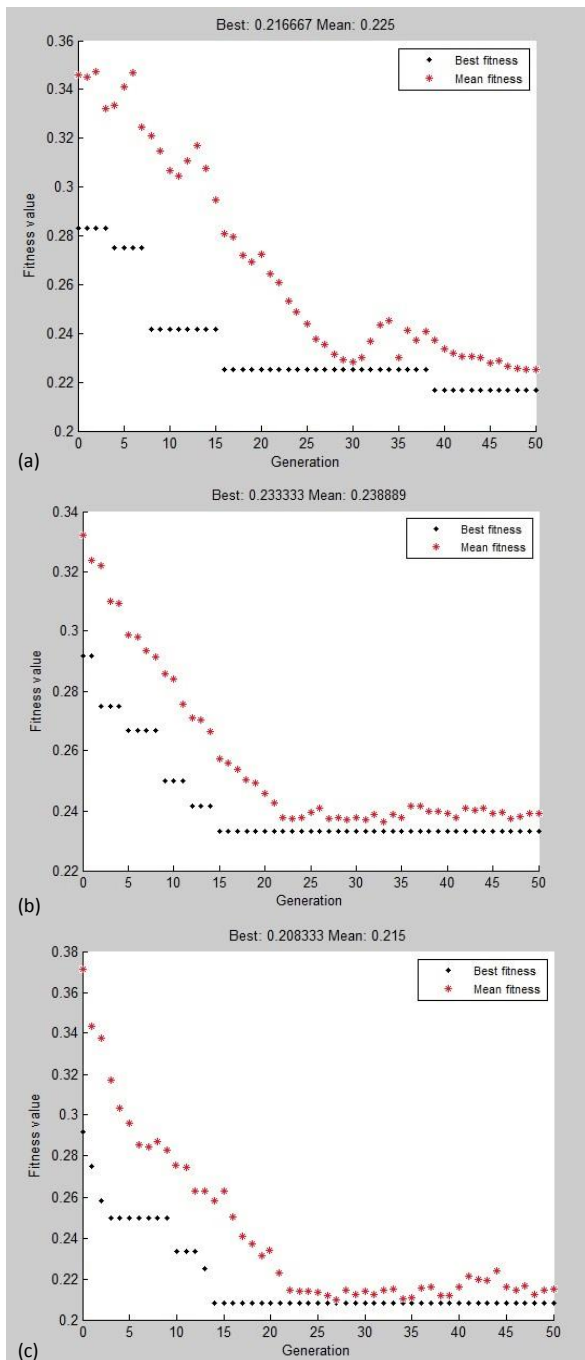 Best: 0.216667 Mean: 0.225
0.36
0.34
0.32
0.3
0.28
0.26
0.24
0.22
0.2
Fitness value
Best fitness
Mean fitness
0 5 10 15 20 25 30 35 40 45 50
Generation
(a)
Best: 0.233333 Mean: 0.238889
0.34
0.32
0.3
0.28
0.26
0.24
0.22
Fitness value
Best fitness
Mean fitness
0 5 10 15 20 25 30 35 40 45 50
Generation
(b)
Best: 0.208333 Mean: 0.215
0.38
0.36
0.34
0.32
0.3
0.28
0.26
0.24
0.22
0.2
Fitness value
Best fitness
Mean fitness
0 5 10 15 20 25 30 35 40 45 50
Generation
(c)